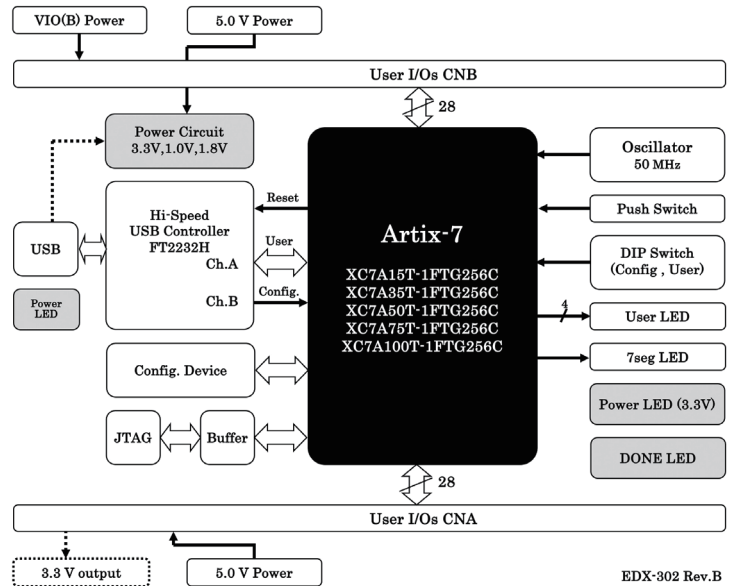 VIO(B) Power
5.0 V Power
User I/Os CNB
28
Power Circuit
3.3V,1.0V,1.8V
Oscillator
50 MHz
Push Switch
DIP Switch
(Config , User)
User LED
4
7seg LED
Power LED (3.3V)
DONE LED
Hi-Speed
USB Controller
FT2232H
Ch.A
Ch.B
Reset
User
Config.
USB
Power
LED
Artix-7
XC7A15T-1FTG256C
XC7A35T-1FTG256C
XC7A50T-1FTG256C
XC7A75T-1FTG256C
XC7A100T-1FTG256C
Config. Device
JTAG
Buffer
28
User I/Os CNA
3.3 V output
5.0 V Power
EDX-302 Rev.B